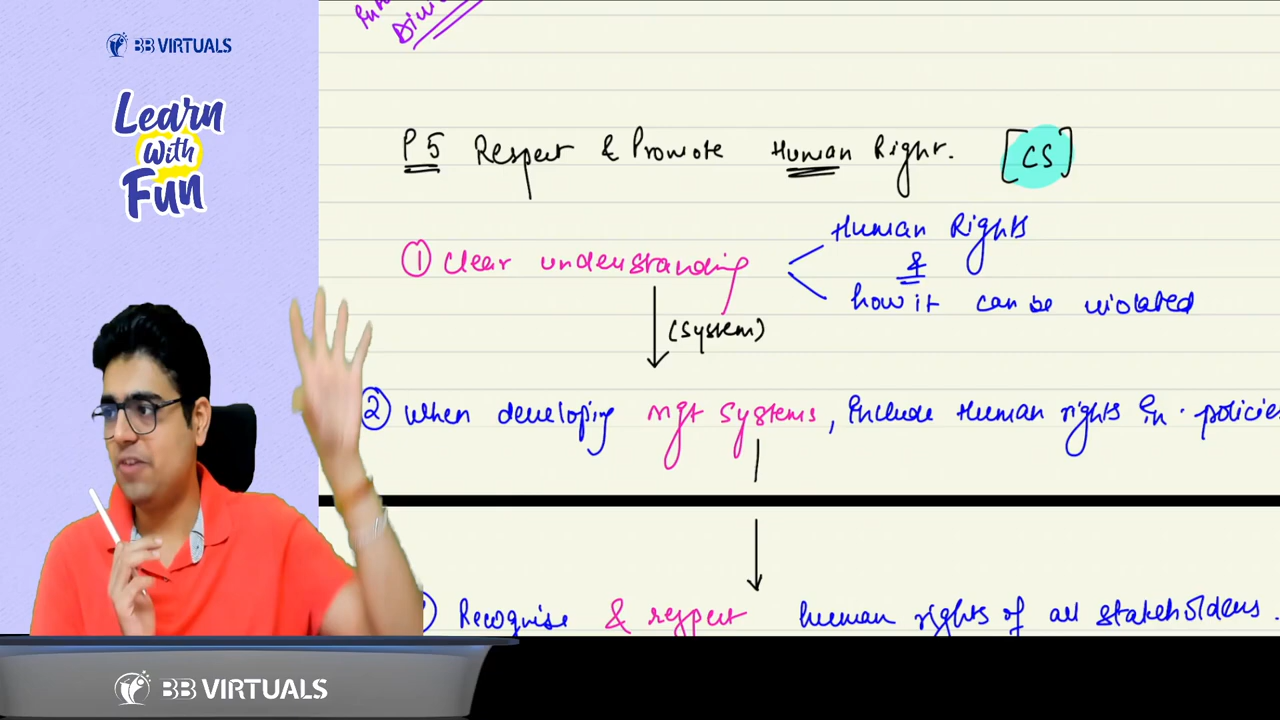 BB VIRTUALS
Learn
With
Fun
P5 Respect & Promote Human Right. [CS]
① Clear understanding
Human Rights
&
how it can be violated
(System)
② When developing mgt systems, include Human rights in policies
Recognise & respect human rights of all stakeholders.
BB VIRTUALS